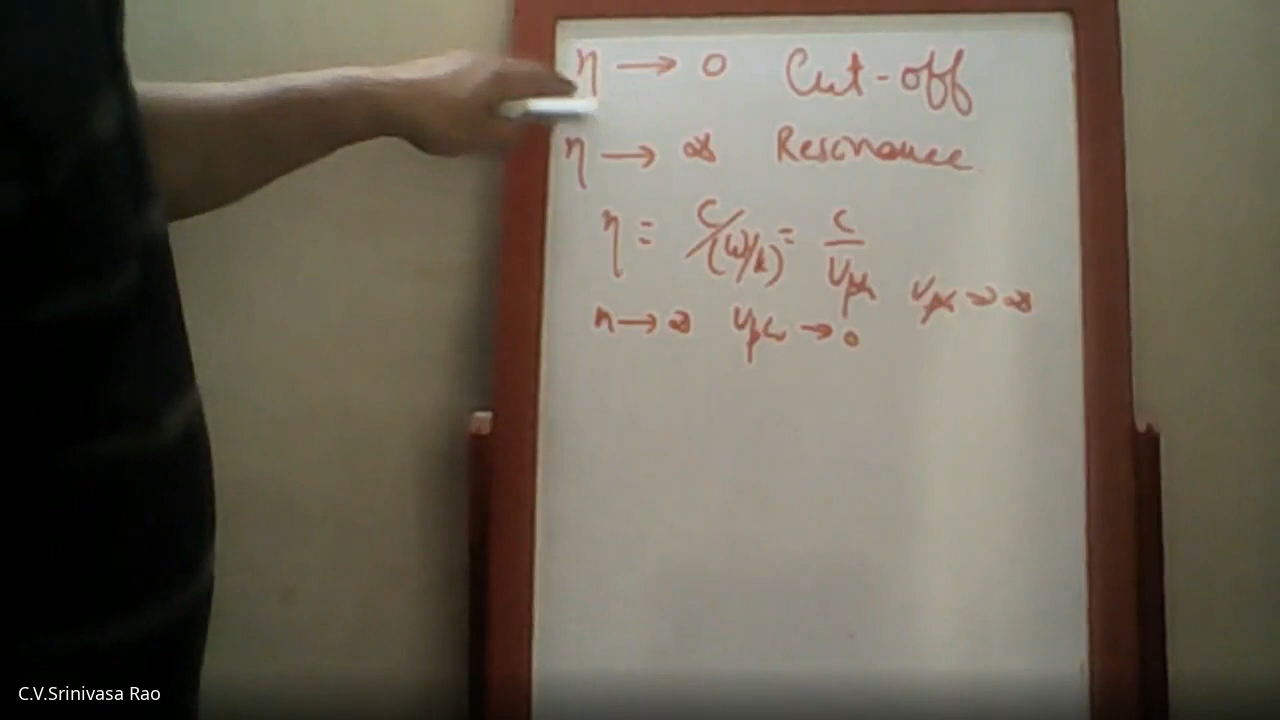 η → 0 Cut-off
η → ∞ Resonance
η = c/(ω/k) = c/Vph Vph → ∞
n → ∞ Vph → 0
C.V.Srinivasa Rao